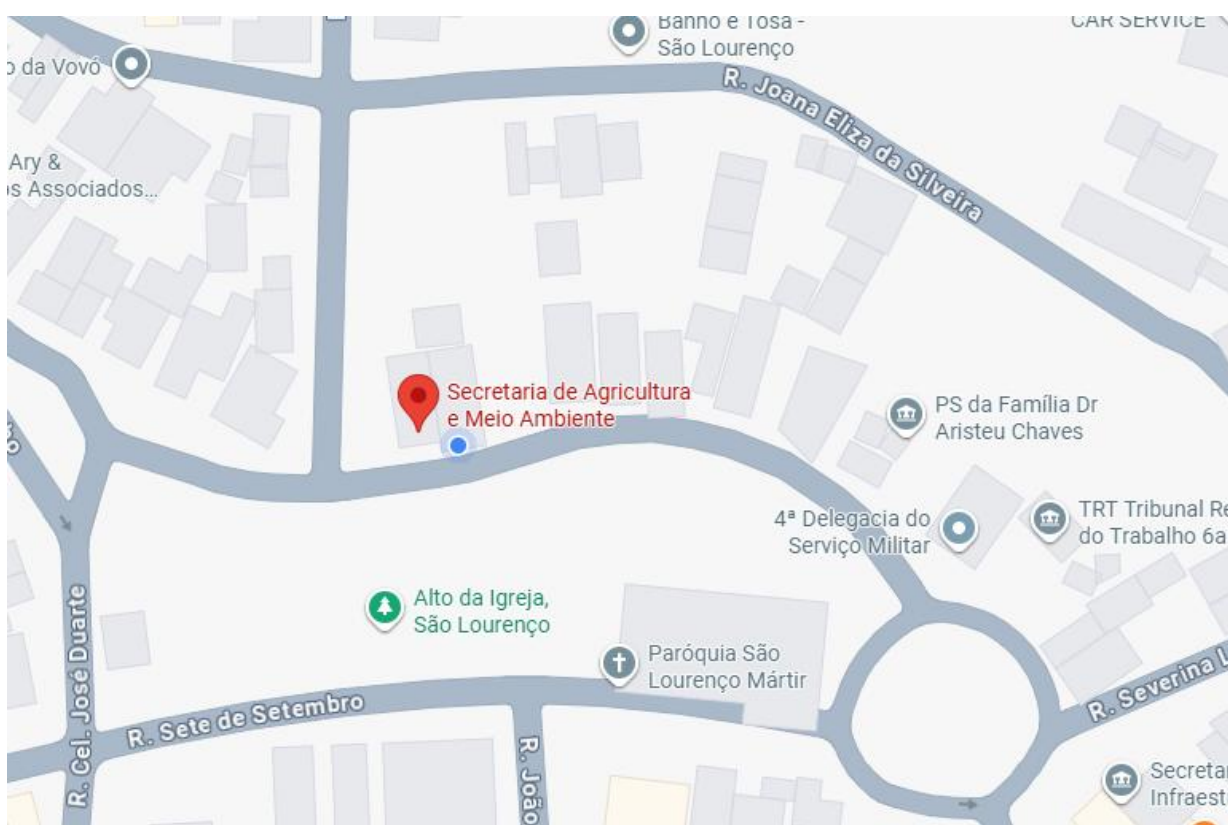 Banho e Tosa -
São Lourenço
CAR SERVICE
o da Vovó
R. Joana Eliza da Silveira
Ary &
os Associados...
Secretaria de Agricultura
e Meio Ambiente
PS da Família Dr
Aristeu Chaves
4ª Delegacia do
Serviço Militar
TRT Tribunal Re
do Trabalho 6a
Alto da Igreja,
São Lourenço
Paróquia São
Lourenço Mártir
R. Cel. José Duarte
R. Sete de Setembro
R. João
R. Severina L
Secretar
Infraest